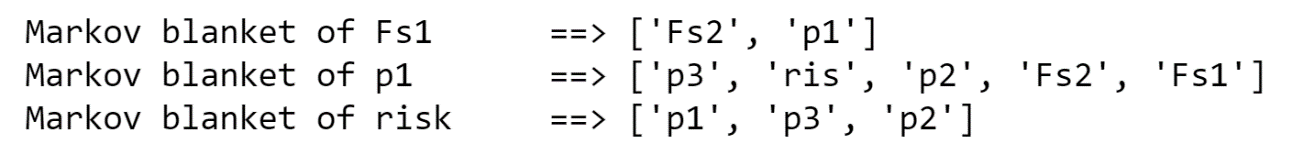 Markov blanket of Fs1 ==> ['Fs2', 'p1']
Markov blanket of p1 ==> ['p3', 'ris', 'p2', 'Fs2', 'Fs1']
Markov blanket of risk ==> ['p1', 'p3', 'p2']